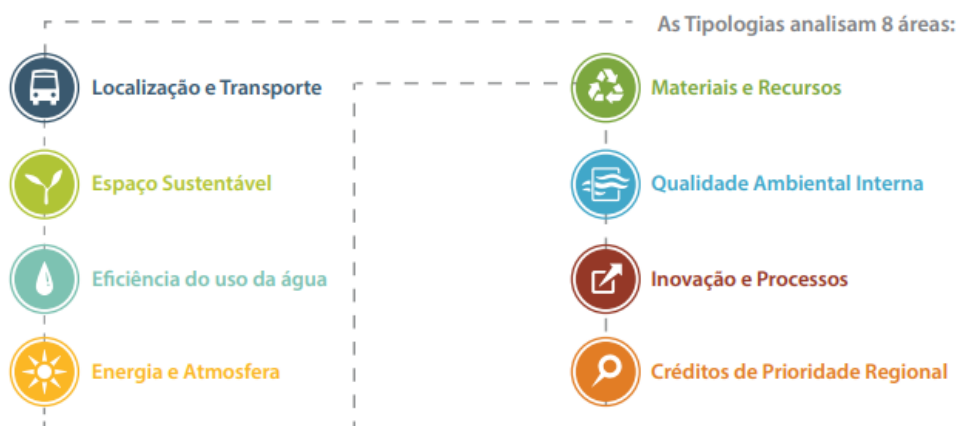 As Tipologias analisam 8 áreas:
Localização e Transporte
Espaço Sustentável
Eficiência do uso da água
Energia e Atmosfera
Materiais e Recursos
Qualidade Ambiental Interna
Inovação e Processos
Créditos de Prioridade Regional